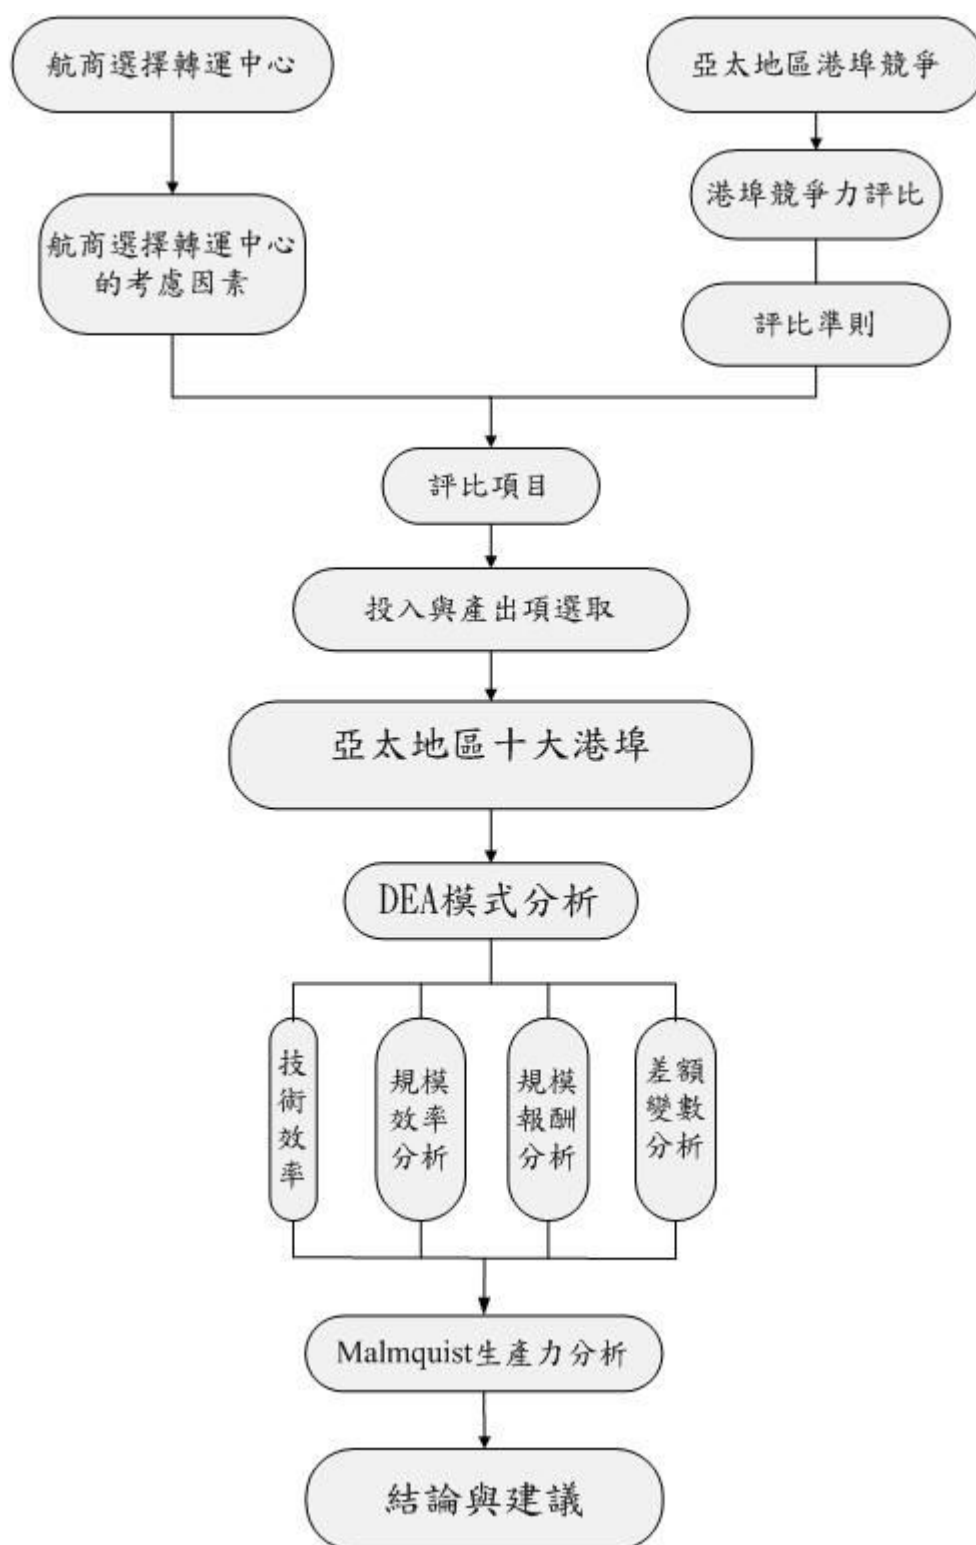 航商選擇轉運中心
亞太地區港埠競爭
港埠競爭力評比
航商選擇轉運中心
的考慮因素
評比準則
評比項目
投入與產出項選取
亞太地區十大港埠
DEA模式分析
技
術
效
率
規模
效率
分析
規模
報酬
分析
差額
變數
分析
Malmquist生產力分析
結論與建議